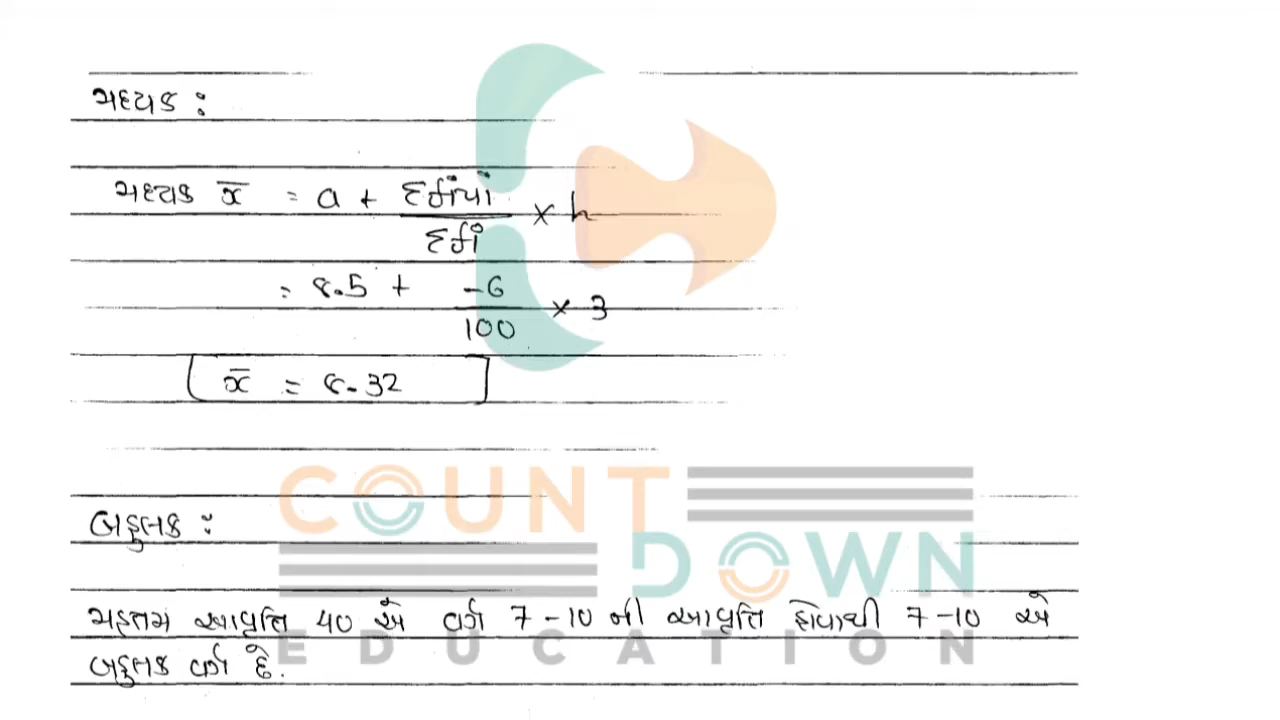 મધ્યક :
મધ્યક x̄ = a + Σfiui / Σfi × h
= 8.5 + -6 / 100 × 3
x̄ = 8.32
બહુલક :
મહત્તમ આવૃત્તિ 40 એ વર્ગ 7-10 ની આવૃત્તિ હોવાથી 7-10 એ
બહુલક વર્ગ છે.
COUNT
DOWN
EDUCATION